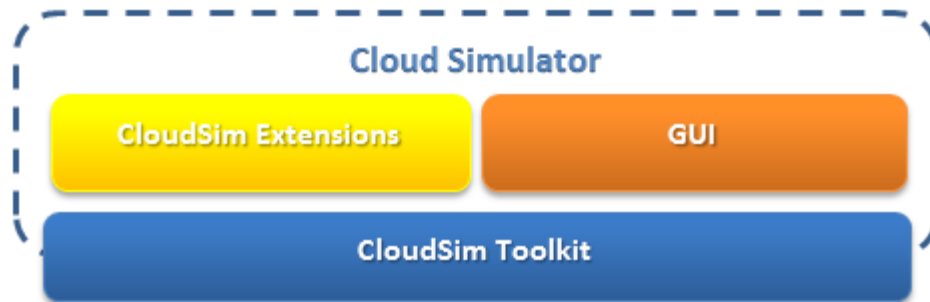 Cloud Simulator
CloudSim Extensions
GUI
CloudSim Toolkit